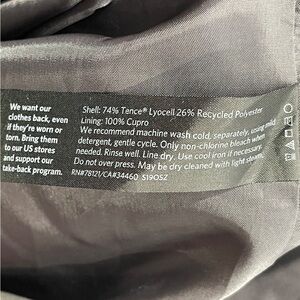 We want our
clothes back, even
if they're worn or
torn. Bring them
to our US stores
and support our
take-back program.
Shell: 74% Tence® Lyocell 26% Recycled Polyester
Lining: 100% Cupro
We recommend machine wash cold, separately, using mild
detergent, gentle cycle. Only non-chlorine bleach when
needed. Rinse well. Line dry. Use cool iron if necessary.
Do not over press. May be dry cleaned with light steam.
RN#78121/CA#34460 S1905Z